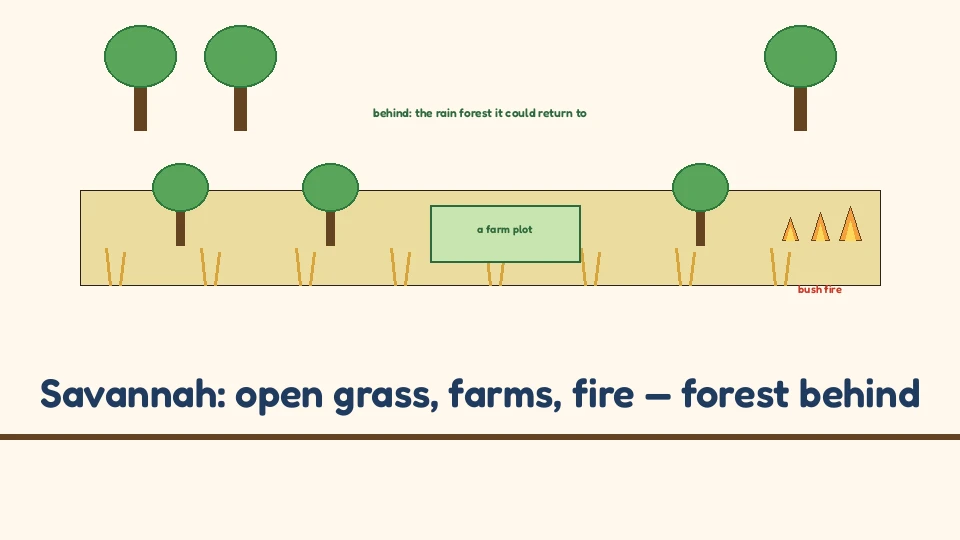 behind: the rain forest it could return to
a farm plot
bush fire
Savannah: open grass, farms, fire — forest behind